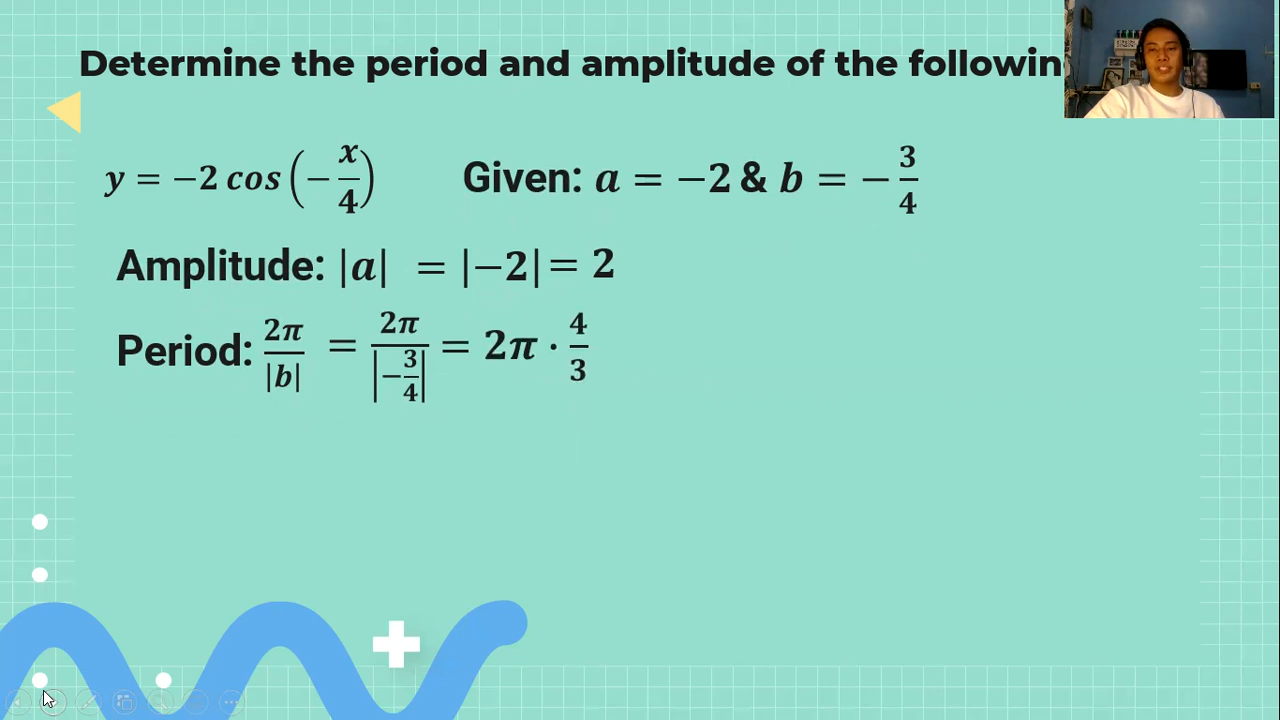 Determine the period and amplitude of the followin
y = −2 cos(−x/4) Given: a = −2 & b = −3/4
Amplitude: |a| = |−2| = 2
Period: 2π/|b| = 2π/|−3/4| = 2π · 4/3